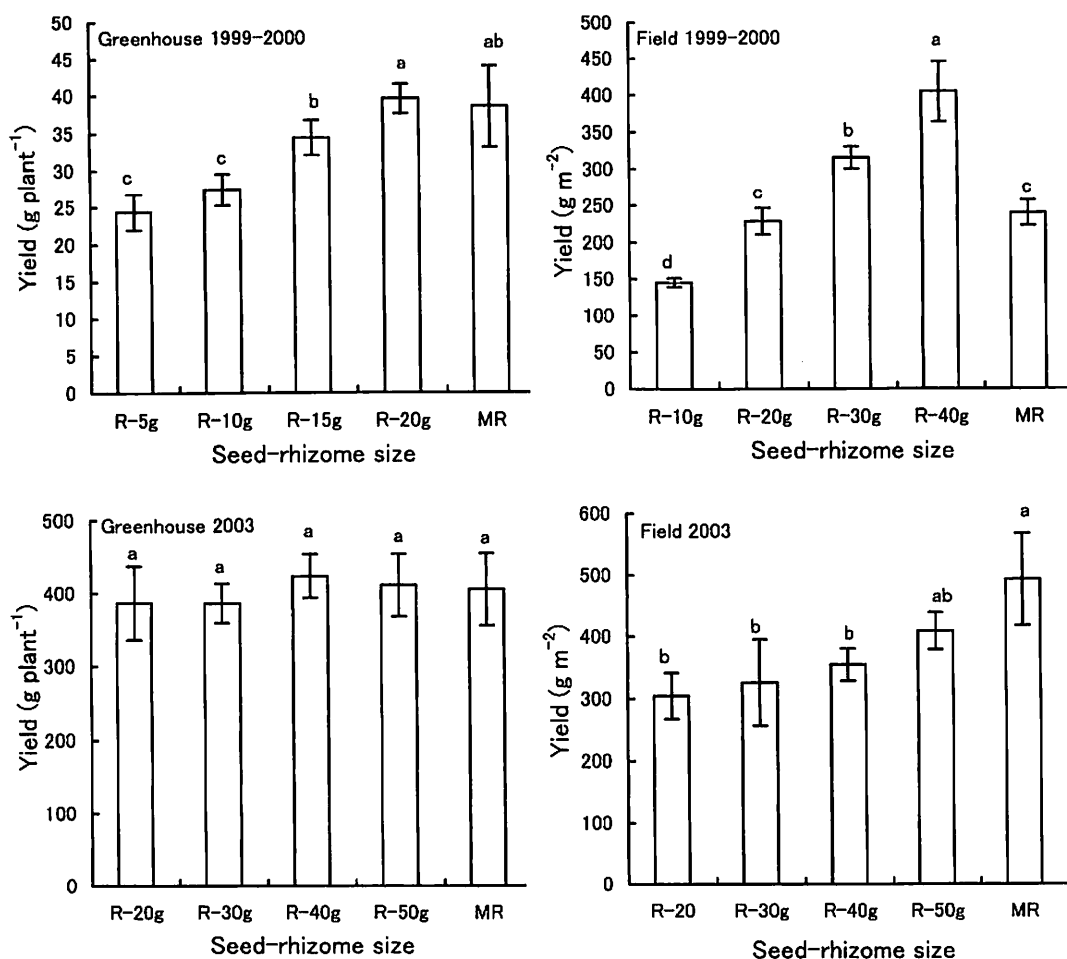 Greenhouse 1999-2000
Yield (g plant⁻¹)
50
45
40
35
30
25
20
15
10
5
0
c
c
b
a
ab
R-5g R-10g R-15g R-20g MR
Seed-rhizome size
Field 1999-2000
Yield (g m⁻²)
500
450
400
350
300
250
200
150
100
50
0
d
c
b
a
c
R-10g R-20g R-30g R-40g MR
Seed-rhizome size
Greenhouse 2003
Yield (g plant⁻¹)
500
400
300
200
100
0
a
a
a
a
a
R-20g R-30g R-40g R-50g MR
Seed-rhizome size
Field 2003
Yield (g m⁻²)
600
500
400
300
200
100
0
b
b
b
ab
a
R-20 R-30g R-40g R-50g MR
Seed-rhizome size